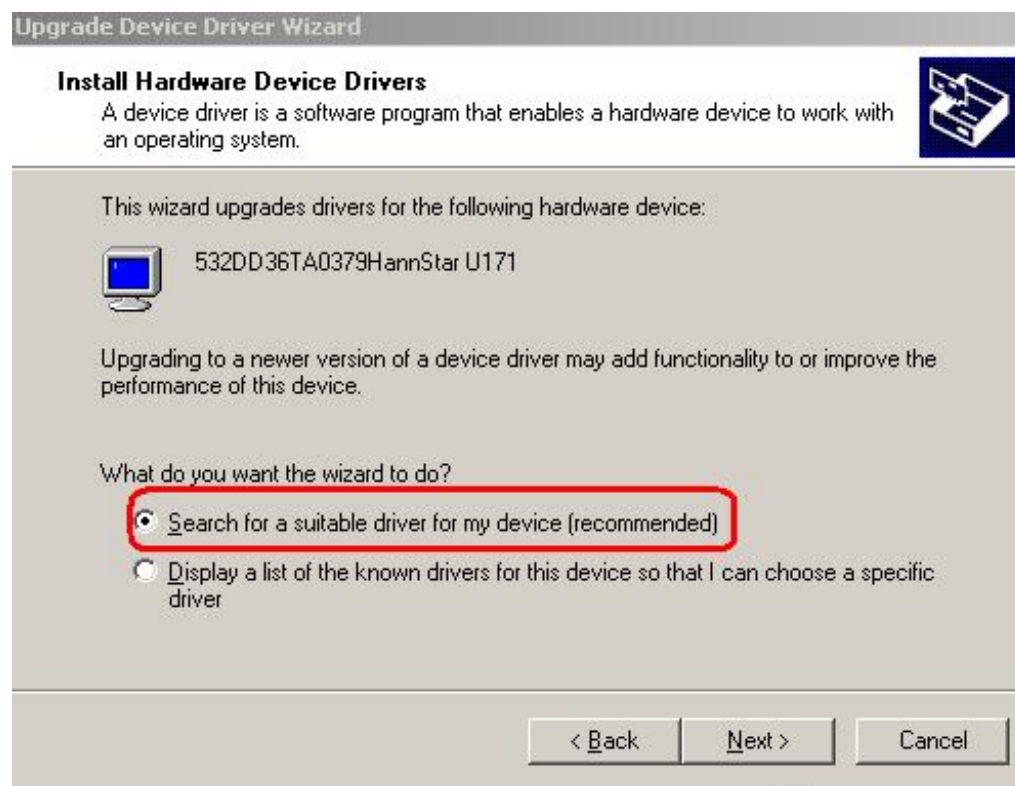 Upgrade Device Driver Wizard
Install Hardware Device Drivers
A device driver is a software program that enables a hardware device to work with
an operating system.
This wizard upgrades drivers for the following hardware device:
532DD36TA0379HannStar U171
Upgrading to a newer version of a device driver may add functionality to or improve the
performance of this device.
What do you want the wizard to do?
Search for a suitable driver for my device (recommended)
Display a list of the known drivers for this device so that I can choose a specific
driver
< Back Next > Cancel